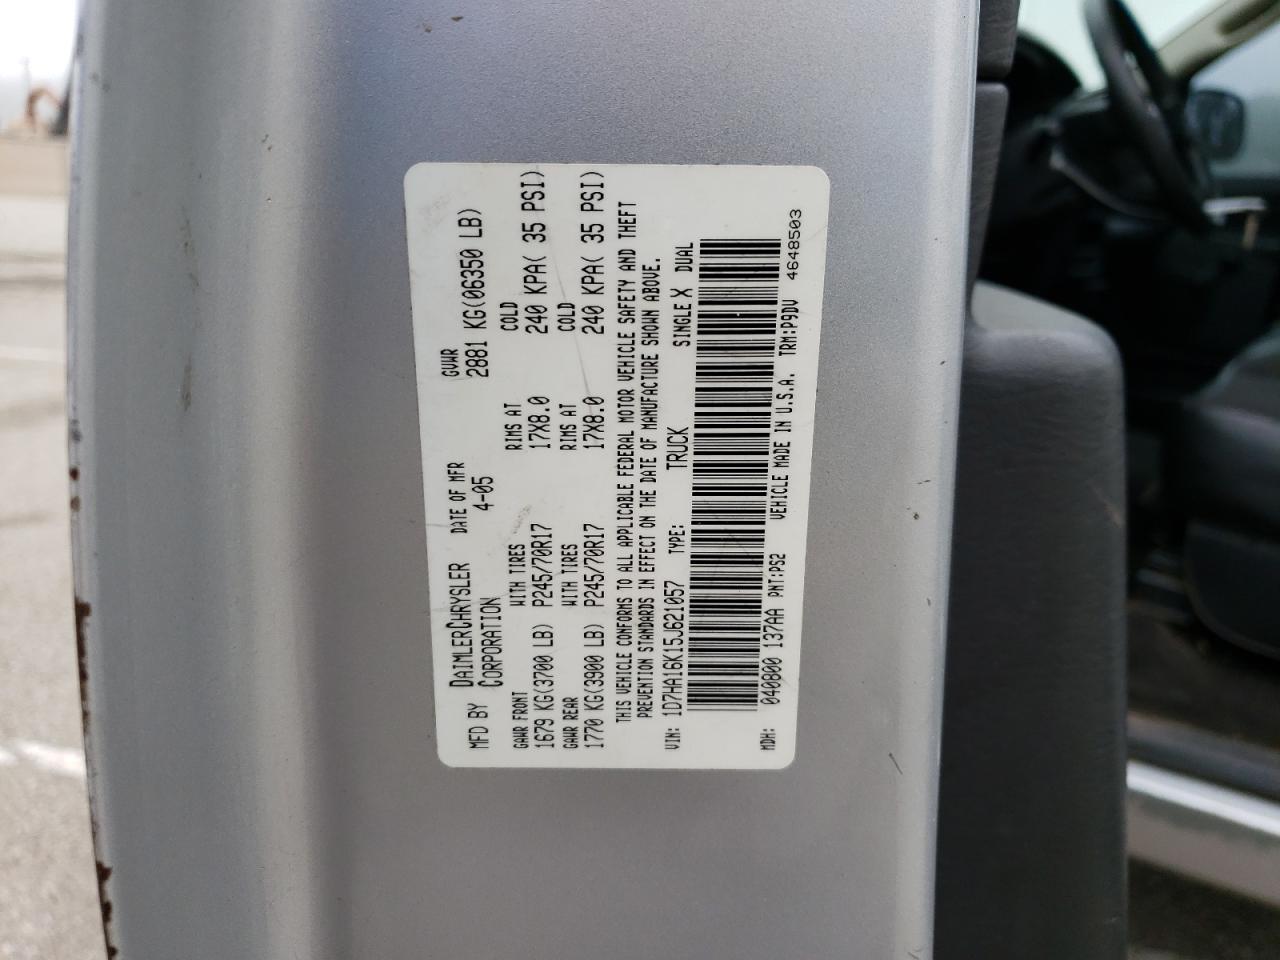 MFD BY DAIMLERCHRYSLER CORPORATION DATE OF MFR 4-05 GVWR 2881 KG(06350 LB)
GAWR FRONT WITH TIRES RIMS AT COLD
1679 KG(3700 LB) P245/70R17 17X8.0 240 KPA( 35 PSI)
GAWR REAR WITH TIRES RIMS AT COLD
1770 KG(3900 LB) P245/70R17 17X8.0 240 KPA( 35 PSI)
THIS VEHICLE CONFORMS TO ALL APPLICABLE FEDERAL MOTOR VEHICLE SAFETY AND THEFT
PREVENTION STANDARDS IN EFFECT ON THE DATE OF MANUFACTURE SHOWN ABOVE.
VIN: 1D7HA16K15J621057 TYPE: TRUCK SINGLE X DUAL
MDH: 040800 137AA PNT:PS2 VEHICLE MADE IN U.S.A. TRM:P9DV 4648503